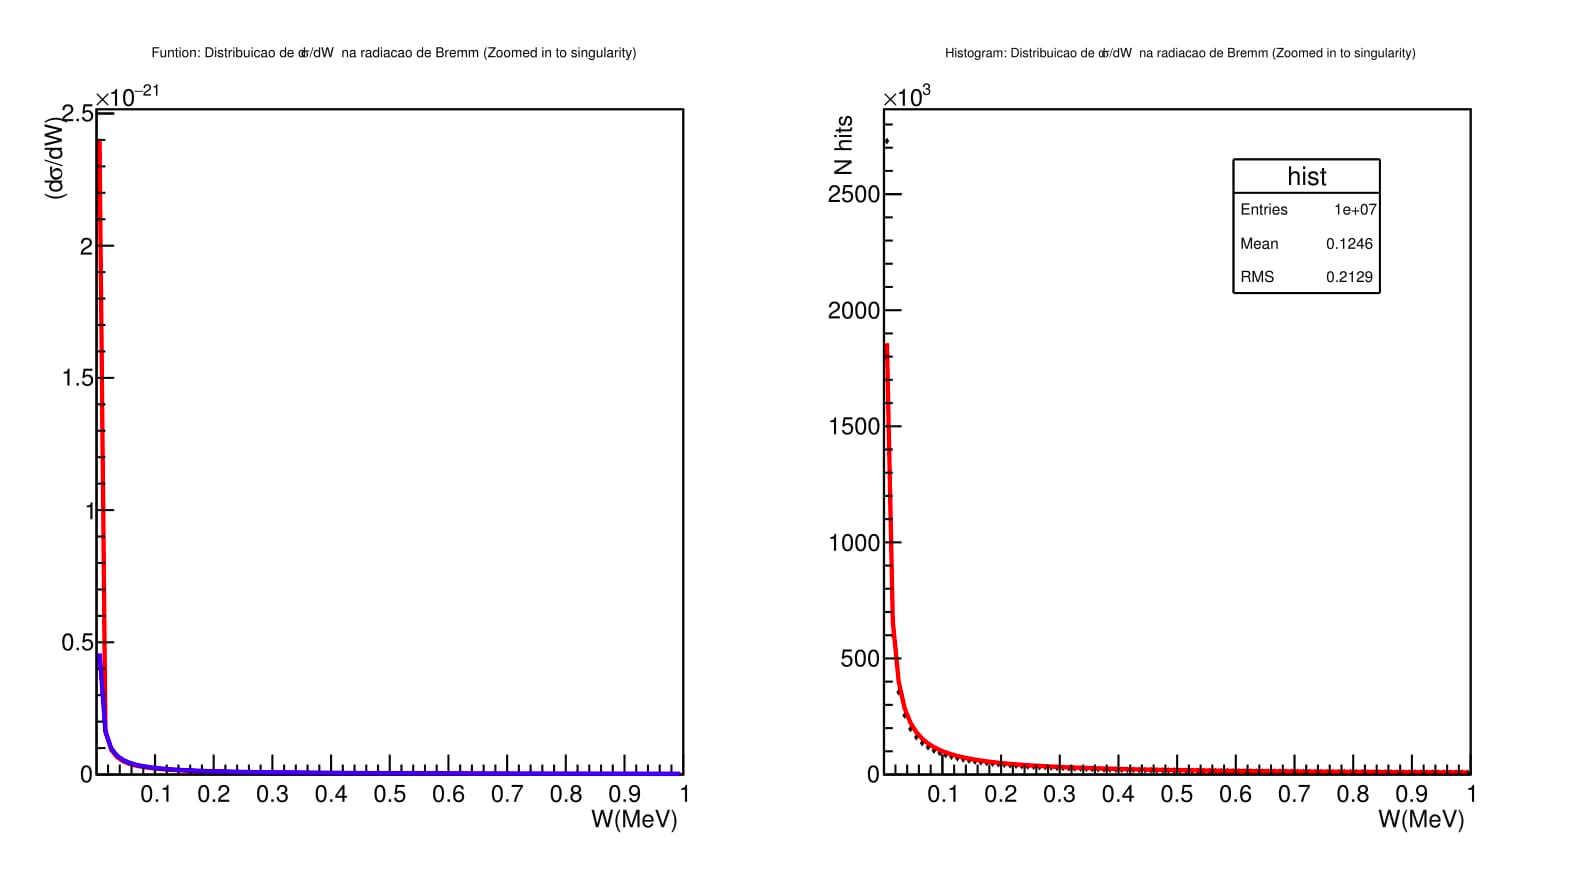 Funtion: Distribuicao de dσ/dW na radiacao de Bremm (Zoomed in to singularity)
×10⁻²¹
(dσ/dW)
2.5
2
1.5
1
0.5
0
0.1 0.2 0.3 0.4 0.5 0.6 0.7 0.8 0.9 1
W(MeV)
Histogram: Distribuicao de dσ/dW na radiacao de Bremm (Zoomed in to singularity)
×10³
N hits
2500
2000
1500
1000
500
0
hist
Entries 1e+07
Mean 0.1246
RMS 0.2129
0.1 0.2 0.3 0.4 0.5 0.6 0.7 0.8 0.9 1
W(MeV)